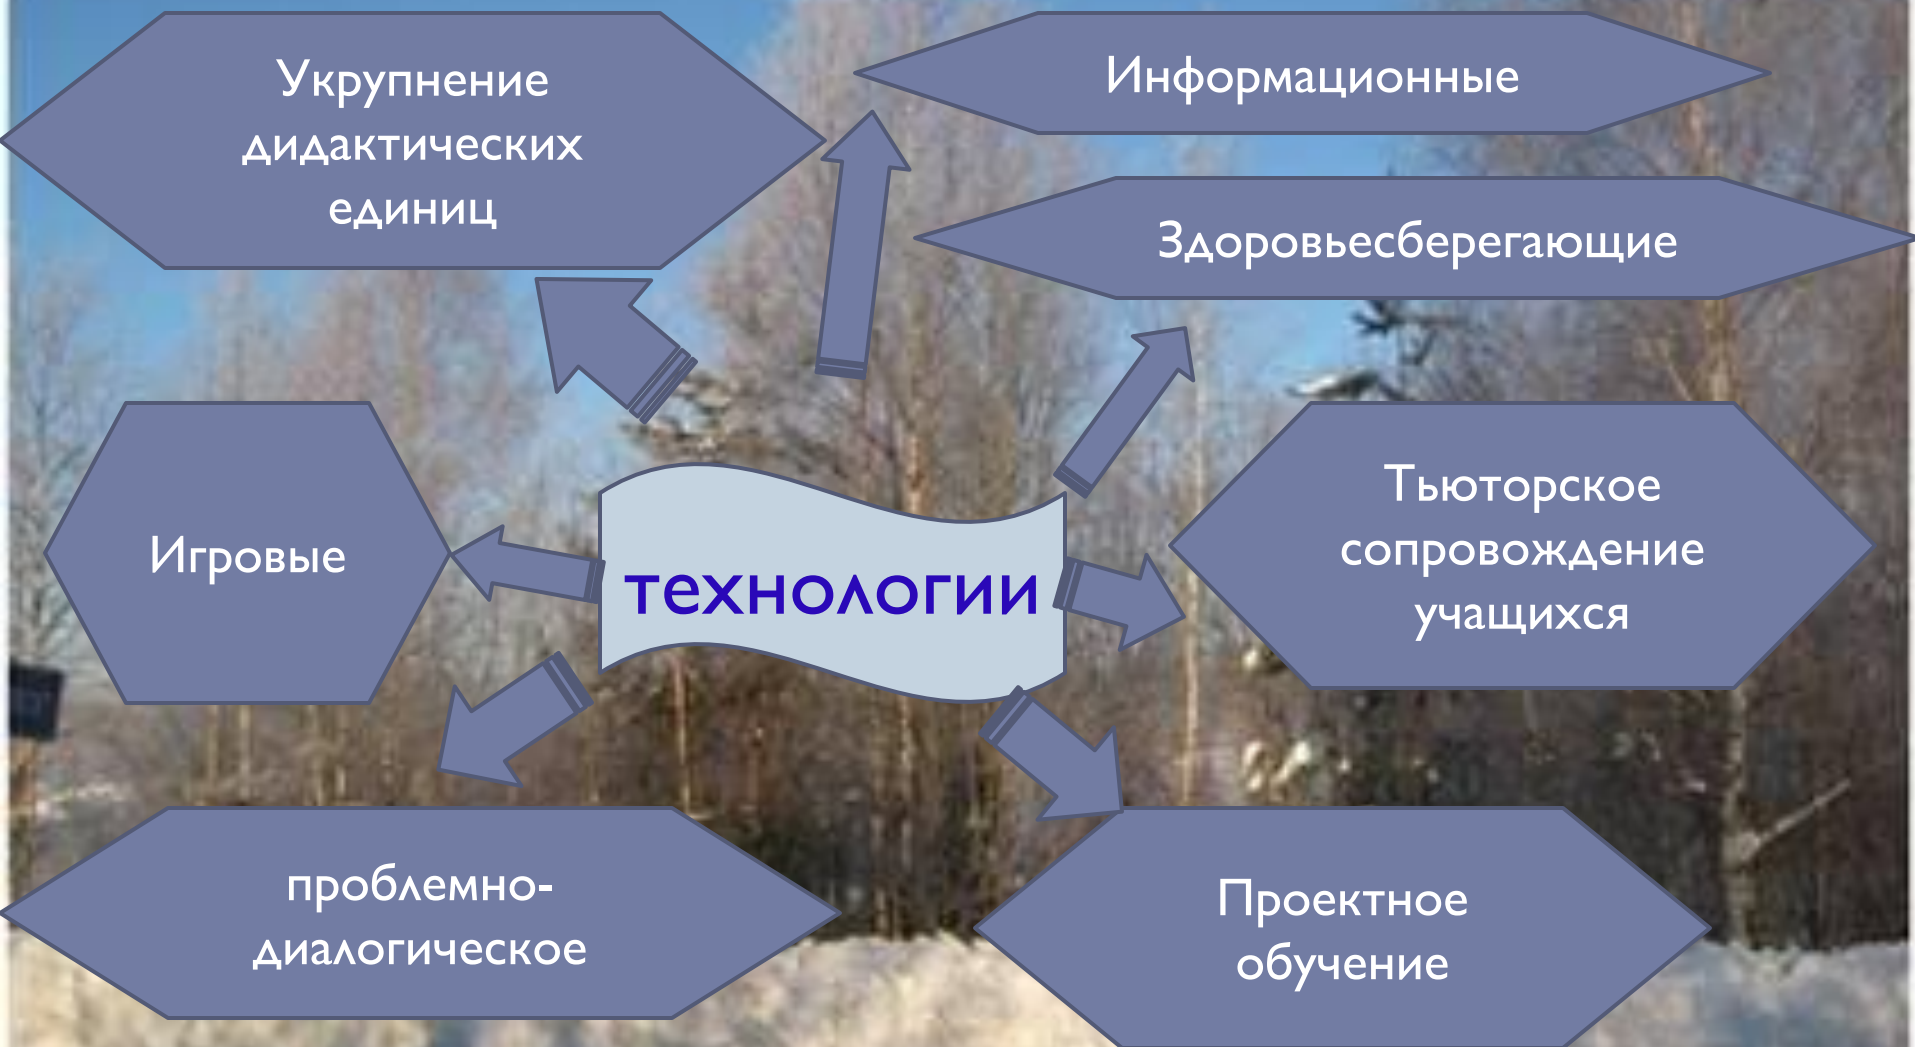 Укрупнение
дидактических
единиц
Информационные
Здоровьесберегающие
Игровые
технологии
Тьюторское
сопровождение
учащихся
проблемно-
диалогическое
Проектное
обучение